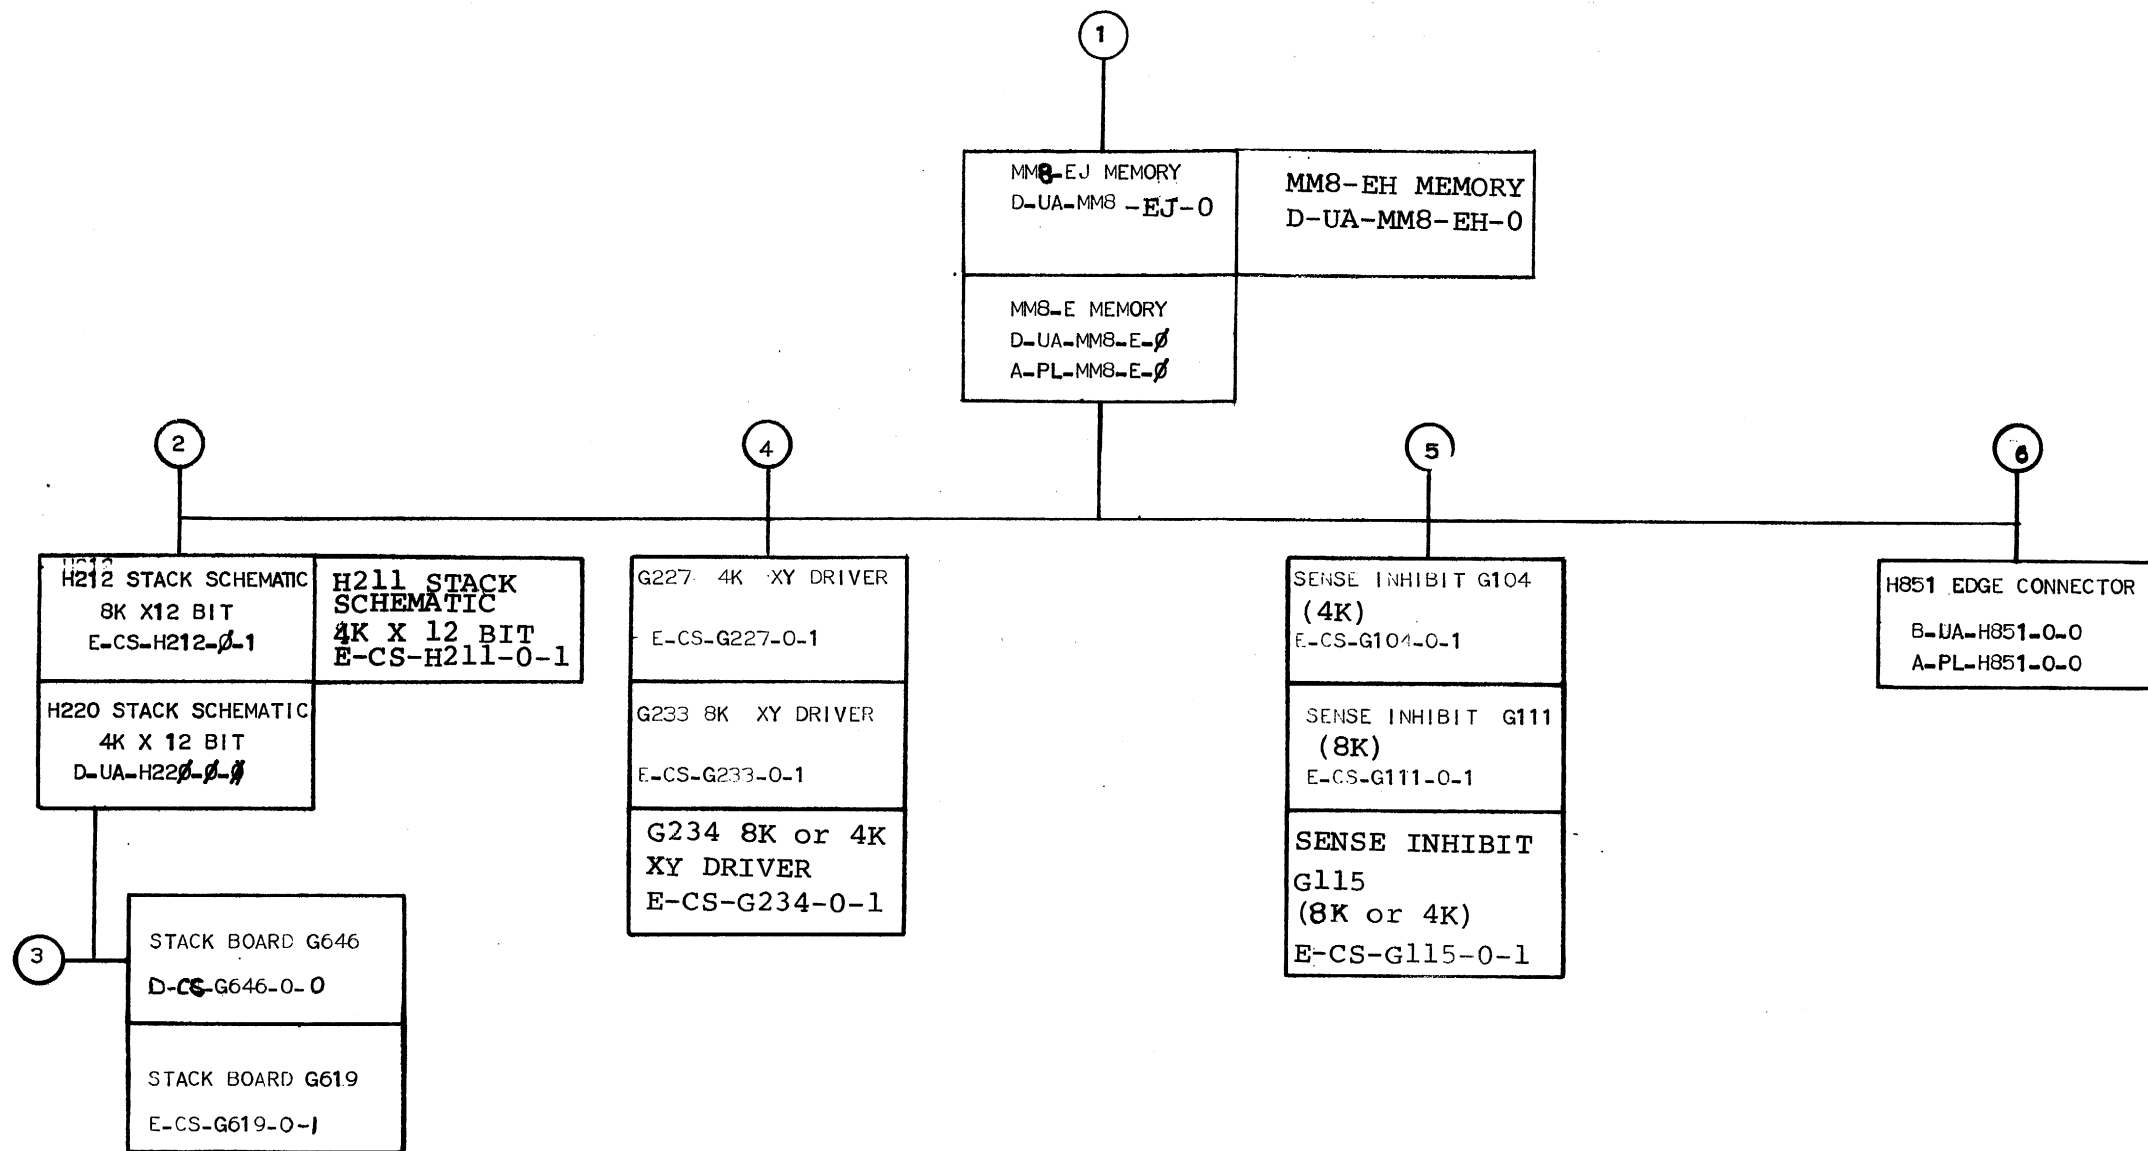 1
MM8-EJ MEMORY
D-UA-MM8-EJ-0
MM8-EH MEMORY
D-UA-MM8-EH-0
MM8-E MEMORY
D-UA-MM8-E-Ø
A-PL-MM8-E-Ø
2
4
5
6
H212 STACK SCHEMATIC
8K X12 BIT
E-CS-H212-Ø-1
H211 STACK
SCHEMATIC
4K X 12 BIT
E-CS-H211-0-1
H220 STACK SCHEMATIC
4K X 12 BIT
D-UA-H22Ø-Ø-Ø
3
STACK BOARD G646
D-CS-G646-0-0
STACK BOARD G619
E-CS-G619-0-1
G227 4K XY DRIVER
E-CS-G227-0-1
G233 8K XY DRIVER
E-CS-G233-0-1
G234 8K or 4K
XY DRIVER
E-CS-G234-0-1
SENSE INHIBIT G104
(4K)
E-CS-G104-0-1
SENSE INHIBIT G111
(8K)
E-CS-G111-0-1
SENSE INHIBIT
G115
(8K or 4K)
E-CS-G115-0-1
H851 EDGE CONNECTOR
B-UA-H851-0-0
A-PL-H851-0-0